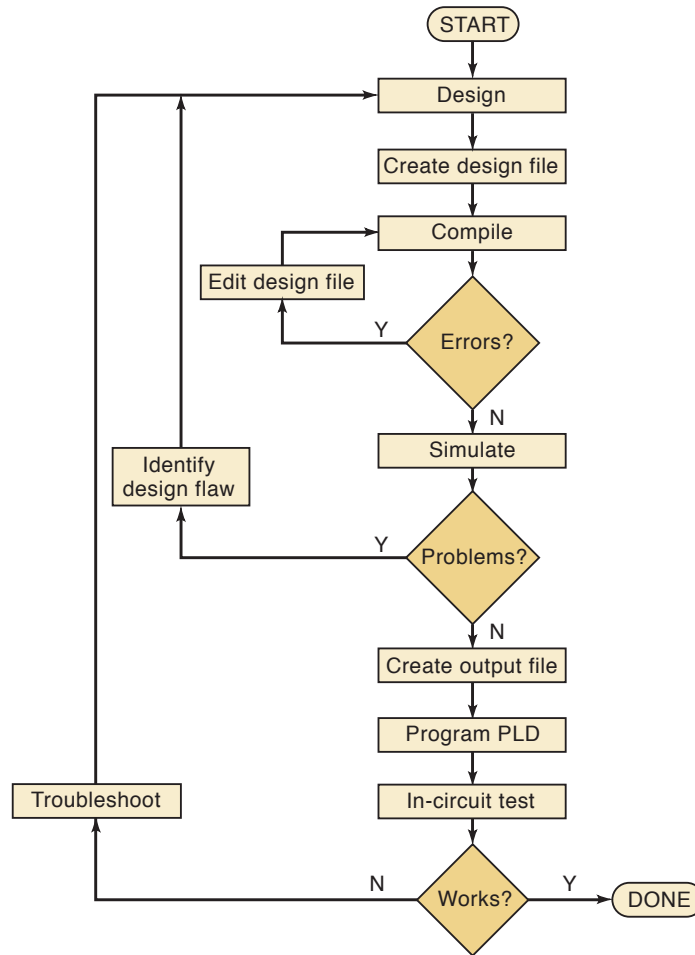 START
Design
Create design file
Compile
Edit design file
Y
Errors?
N
Simulate
Identify
design flaw
Y
Problems?
N
Create output file
Program PLD
Troubleshoot
In-circuit test
N
Works?
Y
DONE